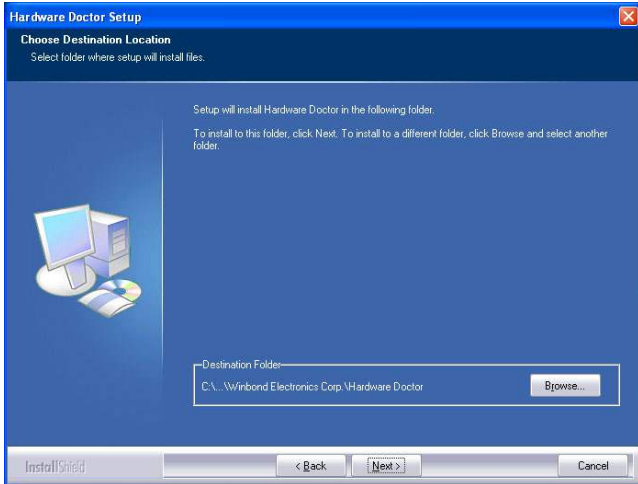 Hardware Doctor Setup
Choose Destination Location
Select folder where setup will install files.
Setup will install Hardware Doctor in the following folder.
To install to this folder, click Next. To install to a different folder, click Browse and select another
folder.
Destination Folder
C:\...\Winbond Electronics Corp.\Hardware Doctor
Browse...
InstallShield
< Back
Next >
Cancel